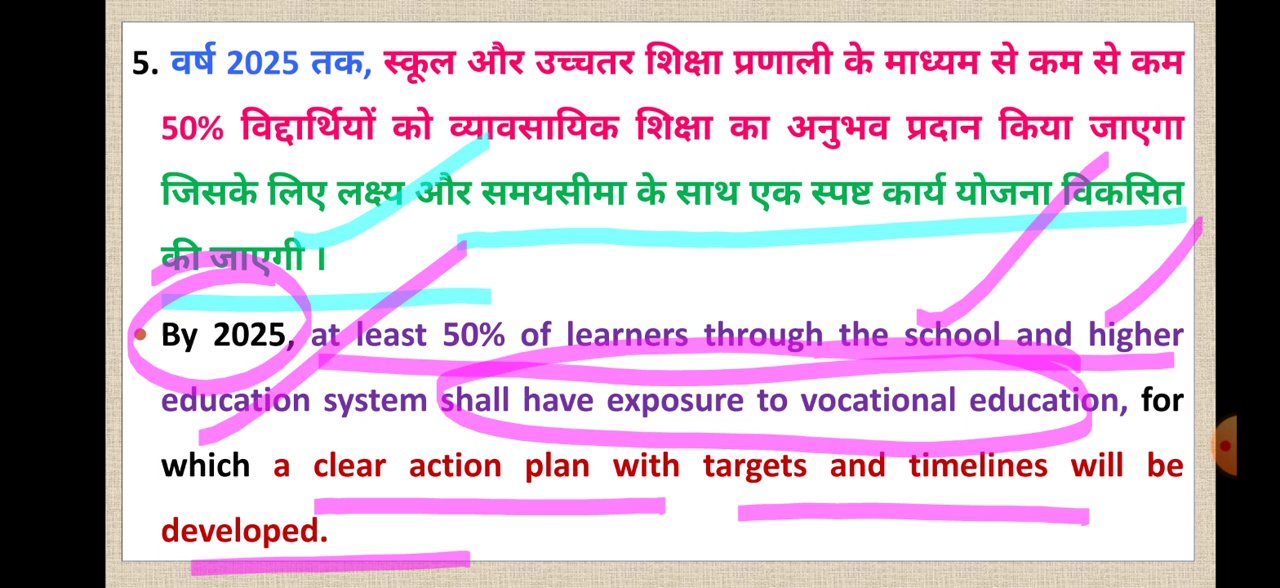 5. वर्ष 2025 तक, स्कूल और उच्चतर शिक्षा प्रणाली के माध्यम से कम से कम
50% विद्दार्थियों को व्यावसायिक शिक्षा का अनुभव प्रदान किया जाएगा
जिसके लिए लक्ष्य और समयसीमा के साथ एक स्पष्ट कार्य योजना विकसित
की जाएगी ।
• By 2025, at least 50% of learners through the school and higher
education system shall have exposure to vocational education, for
which a clear action plan with targets and timelines will be
developed.